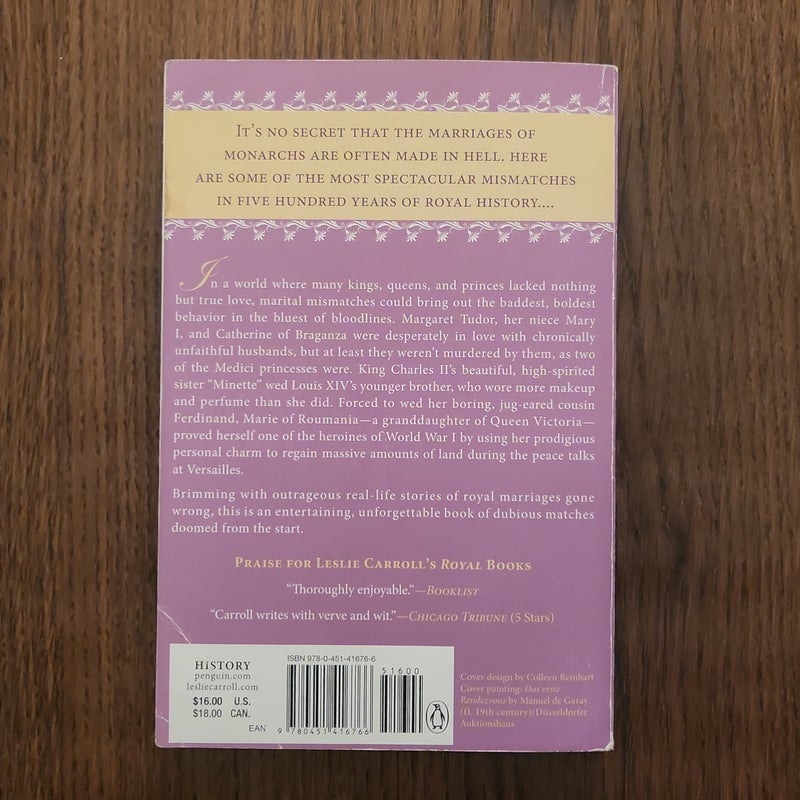 It's no secret that the marriages of
monarchs are often made in hell. Here
are some of the most spectacular mismatches
in five hundred years of royal history....
In a world where many kings, queens, and princes lacked nothing
but true love, marital mismatches could bring out the baddest, boldest
behavior in the bluest of bloodlines. Margaret Tudor, her niece Mary
I, and Catherine of Braganza were desperately in love with chronically
unfaithful husbands, but at least they weren't murdered by them, as two
of the Medici princesses were. King Charles II's beautiful, high-spirited
sister "Minette" wed Louis XIV's younger brother, who wore more makeup
and perfume than she did. Forced to wed her boring, jug-eared cousin
Ferdinand, Marie of Roumania—a granddaughter of Queen Victoria—
proved herself one of the heroines of World War I by using her prodigious
personal charm to regain massive amounts of land during the peace talks
at Versailles.
Brimming with outrageous real-life stories of royal marriages gone
wrong, this is an entertaining, unforgettable book of dubious matches
doomed from the start.
Praise for Leslie Carroll's Royal Books
"Thoroughly enjoyable."—Booklist
"Carroll writes with verve and wit."—Chicago Tribune (5 Stars)
HISTORY
penguin.com
lesliecarroll.com
$16.00 U.S.
$18.00 CAN.
EAN
ISBN 978-0-451-41676-6
51600
9 780451 416766
Cover design by Colleen Reinhart
Cover painting: Das erste
Rendezvous by Manuel de Garay
(fl. 19th century)/Düsseldorfer
Auktionshaus